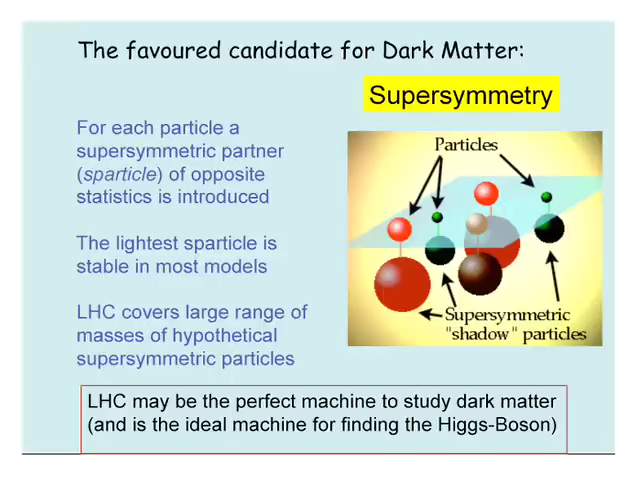 The favoured candidate for Dark Matter:
Supersymmetry
For each particle a
supersymmetric partner
(sparticle) of opposite
statistics is introduced
The lightest sparticle is
stable in most models
LHC covers large range of
masses of hypothetical
supersymmetric particles
Particles
Supersymmetric
"shadow" particles
LHC may be the perfect machine to study dark matter
(and is the ideal machine for finding the Higgs-Boson)